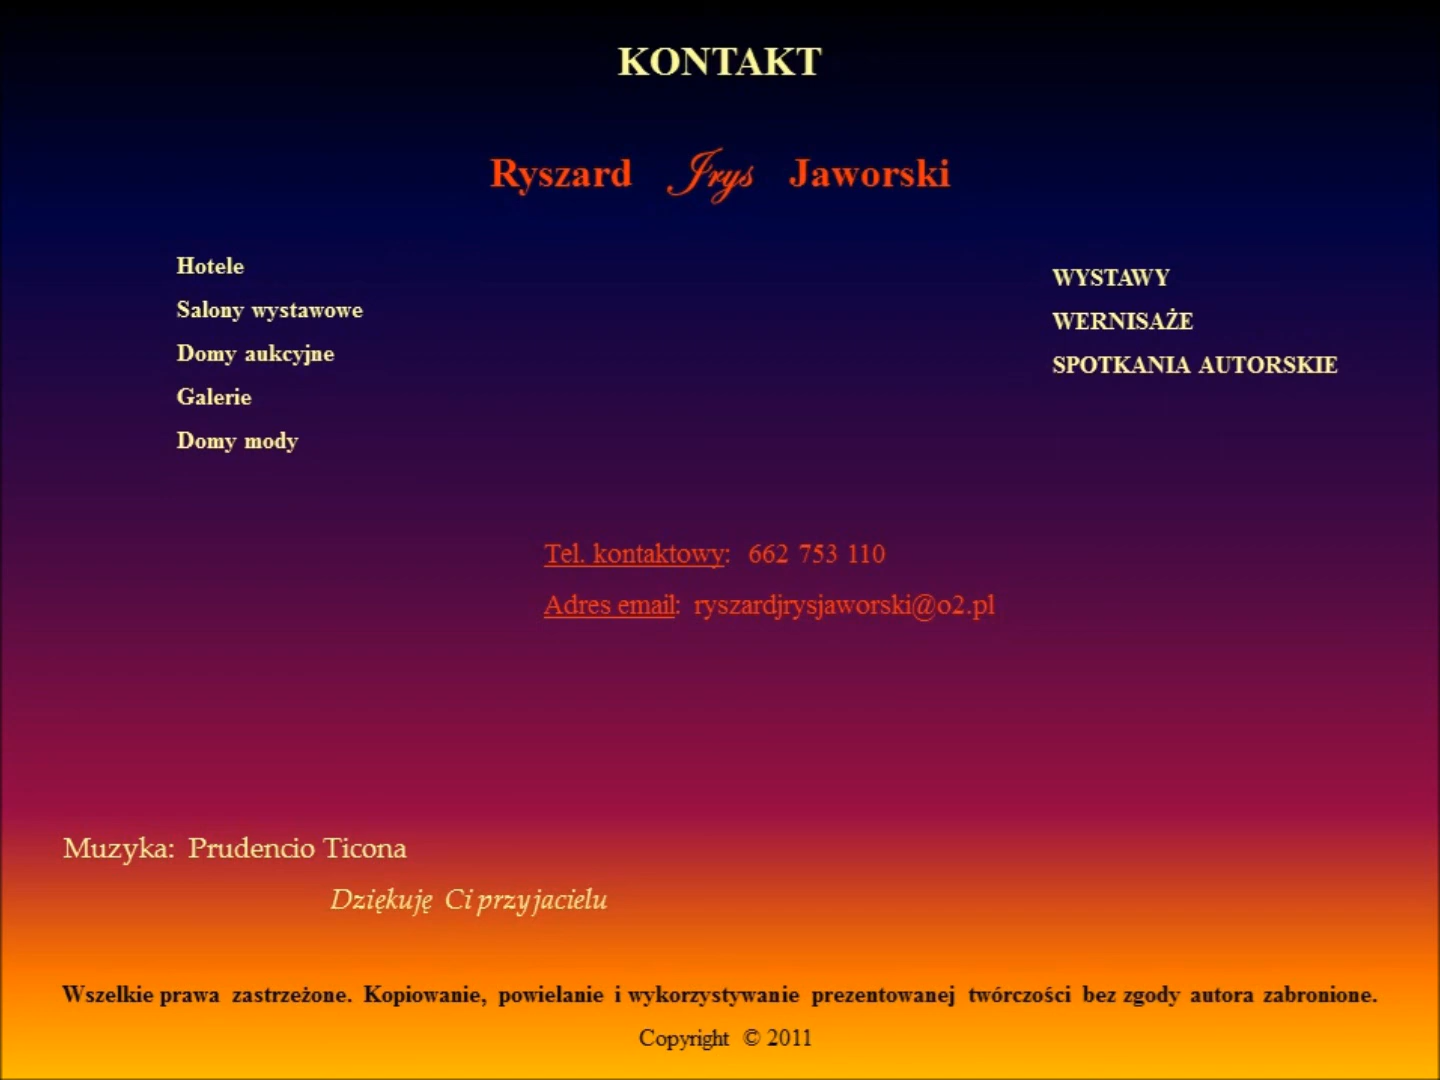 KONTAKT
Ryszard Jrys Jaworski
Hotele
Salony wystawowe
Domy aukcyjne
Galerie
Domy mody
WYSTAWY
WERNISAŻE
SPOTKANIA AUTORSKIE
Tel. kontaktowy: 662 753 110
Adres email: ryszardjrysjaworski@o2.pl
Muzyka: Prudencio Ticona
Dziękuję Ci przyjacielu
Wszelkie prawa zastrzeżone. Kopiowanie, powielanie i wykorzystywanie prezentowanej twórczości bez zgody autora zabronione.
Copyright © 2011